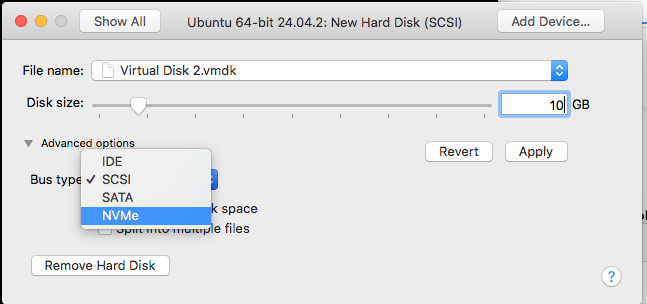 Show All
Ubuntu 64-bit 24.04.2: New Hard Disk (SCSI)
Add Device...
File name:
Virtual Disk 2.vmdk
Disk size:
10 GB
Advanced options
Revert
Apply
Bus type
IDE
✓ SCSI
SATA
NVMe
k space
Split into multiple files
Remove Hard Disk
?